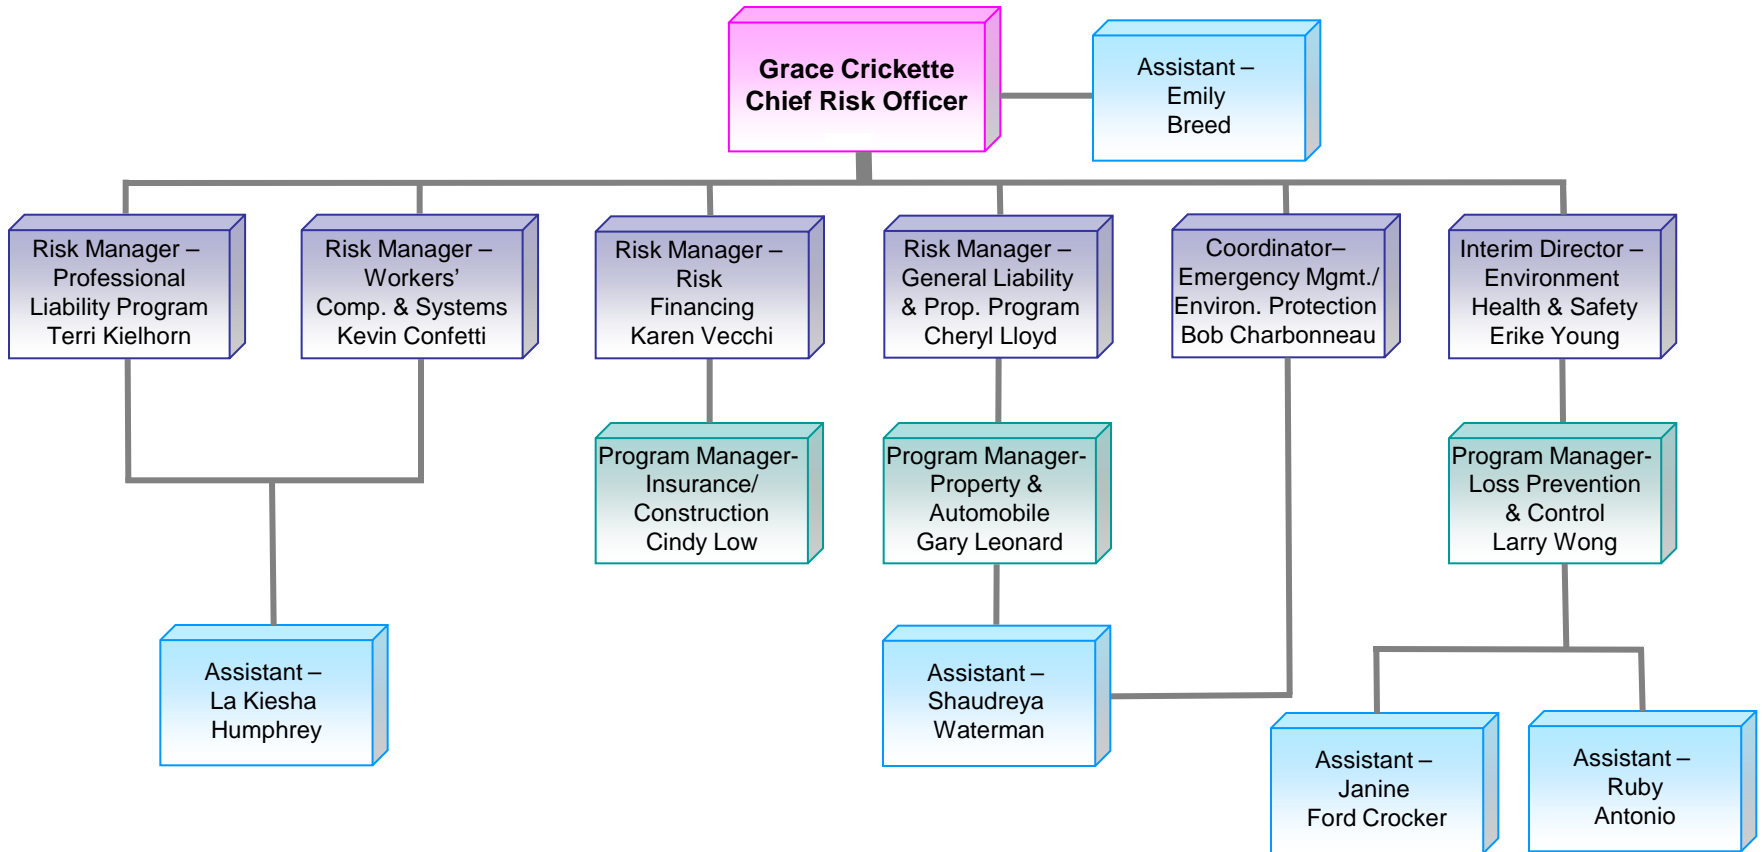 Grace Crickette
Chief Risk Officer
Assistant –
Emily
Breed
Risk Manager –
Professional
Liability Program
Terri Kielhorn
Risk Manager –
Workers’
Comp. & Systems
Kevin Confetti
Risk Manager –
Risk
Financing
Karen Vecchi
Risk Manager –
General Liability
& Prop. Program
Cheryl Lloyd
Coordinator–
Emergency Mgmt./
Environ. Protection
Bob Charbonneau
Interim Director –
Environment
Health & Safety
Erike Young
Program Manager-
Insurance/
Construction
Cindy Low
Program Manager-
Property &
Automobile
Gary Leonard
Program Manager-
Loss Prevention
& Control
Larry Wong
Assistant –
La Kiesha
Humphrey
Assistant –
Shaudreya
Waterman
Assistant –
Janine
Ford Crocker
Assistant –
Ruby
Antonio